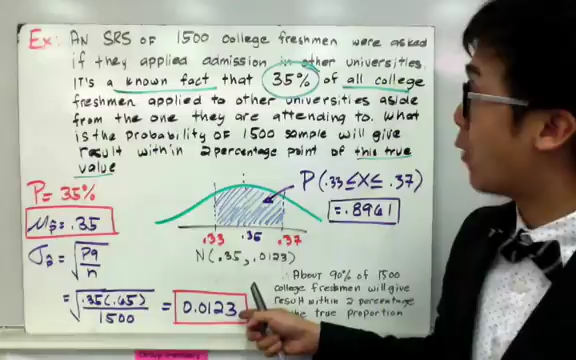 Ex: AN SRS OF 1500 college freshmen were asked
if they applied admission in other universities.
It's a known fact that 35% of all college
freshmen applied to other universities aside
from the one they are attending to. What
is the probability of 1500 sample will give
result within 2 percentage point of this true
value
P = 35%
P(.33≤X≤.37)
μp̂ = .35
= .8961
.33 .35 .37
σp̂ = √(pq/n)
N(.35, .0123)
∴ About 90% of 1500
college freshmen will give
= √(.35(.65)/1500) = 0.0123
result within 2 percentage
the true proportion